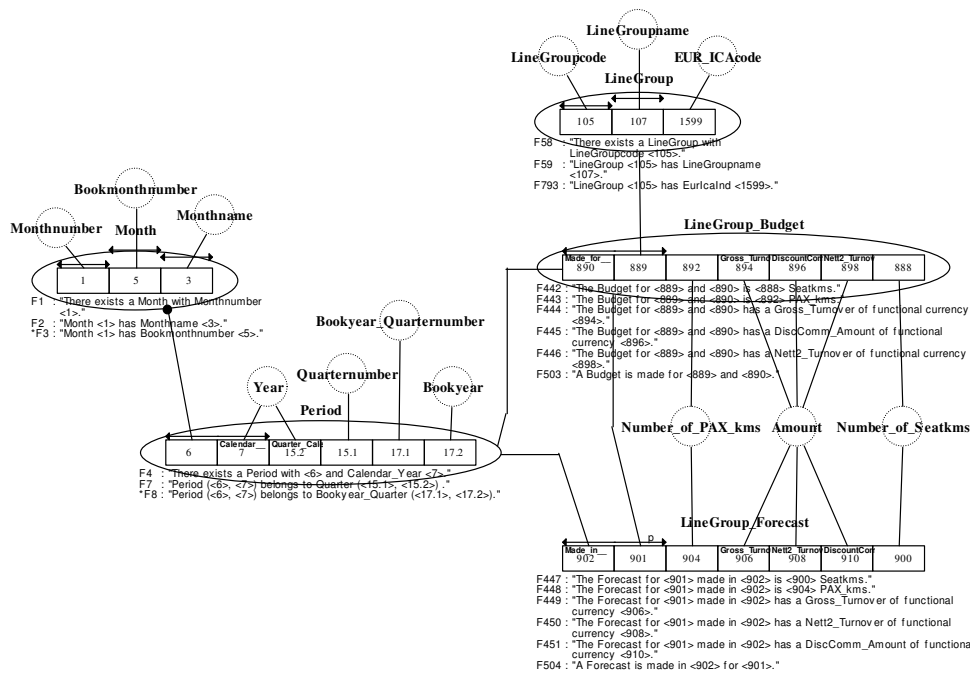 LineGroupname
LineGroupcode
EUR_ICAcode
LineGroup
105 107 1599
F58 : "There exists a LineGroup with
LineGroupcode <105>."
F59 : "LineGroup <105> has LineGroupname
<107>."
F793 : "LineGroup <105> has EurIcaInd <1599>."
Bookmonthnumber
Monthnumber
Month
Monthname
1 5 3
F1 : "There exists a Month with Monthnumber
<1>."
F2 : "Month <1> has Monthname <3>."
*F3 : "Month <1> has Bookmonthnumber <5>."
LineGroup_Budget
Made_for__ Gross_Turno DiscountCorr Nett2_Turnov
890 889 892 894 896 898 888
F442 : "The Budget for <889> and <890> is <888> Seatkms."
F443 : "The Budget for <889> and <890> is <892> PAX_kms."
F444 : "The Budget for <889> and <890> has a Gross_Turnover of functional currency
<894>."
F445 : "The Budget for <889> and <890> has a DiscComm_Amount of functional
currency <896>."
F446 : "The Budget for <889> and <890> has a Nett2_Turnover of functional currency
<898>."
F503 : "A Budget is made for <889> and <890>."
Bookyear_Quarternumber
Year
Quarternumber
Bookyear
Period
Calendar__ Quarter_Cale
6 7 15.2 15.1 17.1 17.2
F4 : "There exists a Period with <6> and Calendar_Year <7>."
F7 : "Period (<6>, <7>) belongs to Quarter (<15.1>, <15.2>) ."
*F8 : "Period (<6>, <7>) belongs to Bookyear_Quarter (<17.1>, <17.2>)."
Number_of_PAX_kms
Amount
Number_of_Seatkms
LineGroup_Forecast
p
Made_in__ Gross_Turno Nett2_Turnov DiscountCorr
902 901 904 906 908 910 900
F447 : "The Forecast for <901> made in <902> is <900> Seatkms."
F448 : "The Forecast for <901> made in <902> is <904> PAX_kms."
F449 : "The Forecast for <901> made in <902> has a Gross_Turnover of functional
currency <906>."
F450 : "The Forecast for <901> made in <902> has a Nett2_Turnover of functional
currency <908>."
F451 : "The Forecast for <901> made in <902> has a DiscComm_Amount of functional
currency <910>."
F504 : "A Forecast is made in <902> for <901>."